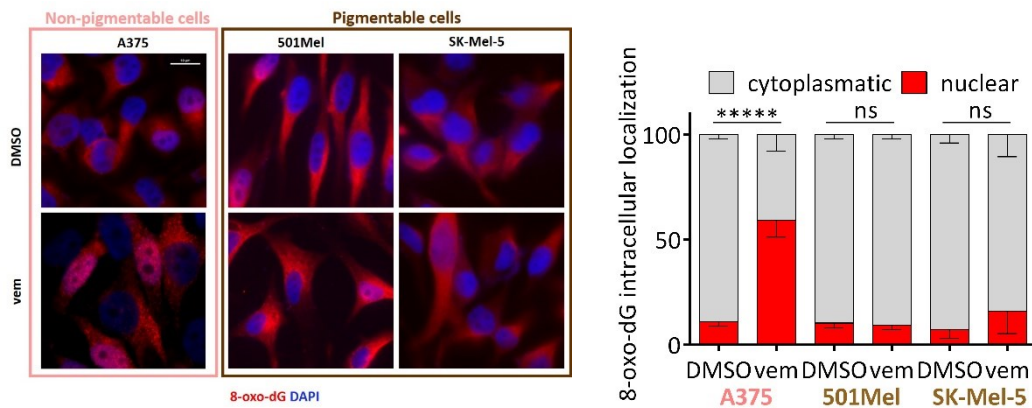 Non-pigmentable cells
Pigmentable cells
A375
501Mel
SK-Mel-5
DMSO
vem
8-oxo-dG DAPI
8-oxo-dG intracellular localization
cytoplasmatic
nuclear
*****
ns
ns
100
50
0
DMSO vem
DMSO vem
DMSO vem
A375
501Mel
SK-Mel-5